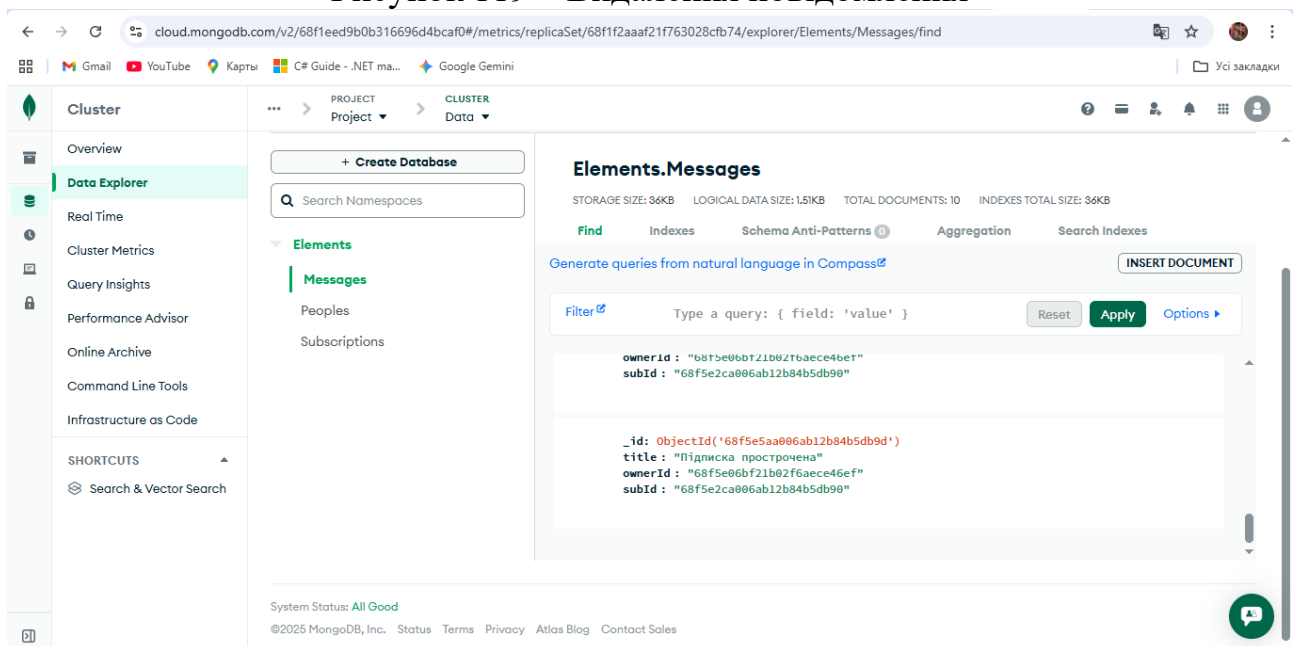 cloud.mongodb.com/v2/68f1eed9b0b316696d4bcaf0#/metrics/replicaSet/68f1f2aaaf21f763028cfb74/explorer/Elements/Messages/find
Gmail YouTube Карты C# Guide - .NET ma... Google Gemini Усі закладки
Cluster
... PROJECT CLUSTER
Project Data
Overview
Data Explorer
Real Time
Cluster Metrics
Query Insights
Performance Advisor
Online Archive
Command Line Tools
Infrastructure as Code
SHORTCUTS
Search & Vector Search
+ Create Database
Search Namespaces
Elements
Messages
Peoples
Subscriptions
Elements.Messages
STORAGE SIZE: 36KB LOGICAL DATA SIZE: 1.51KB TOTAL DOCUMENTS: 10 INDEXES TOTAL SIZE: 36KB
Find Indexes Schema Anti-Patterns 0 Aggregation Search Indexes
Generate queries from natural language in Compass INSERT DOCUMENT
Filter Type a query: { field: 'value' } Reset Apply Options
ownerId : "68f5e06bf21b02f6aece46ef"
subId : "68f5e2ca006ab12b84b5db90"
_id: ObjectId('68f5e5aa006ab12b84b5db9d')
title : "Підписка прострочена"
ownerId : "68f5e06bf21b02f6aece46ef"
subId : "68f5e2ca006ab12b84b5db90"
System Status: All Good
©2025 MongoDB, Inc. Status Terms Privacy Atlas Blog Contact Sales